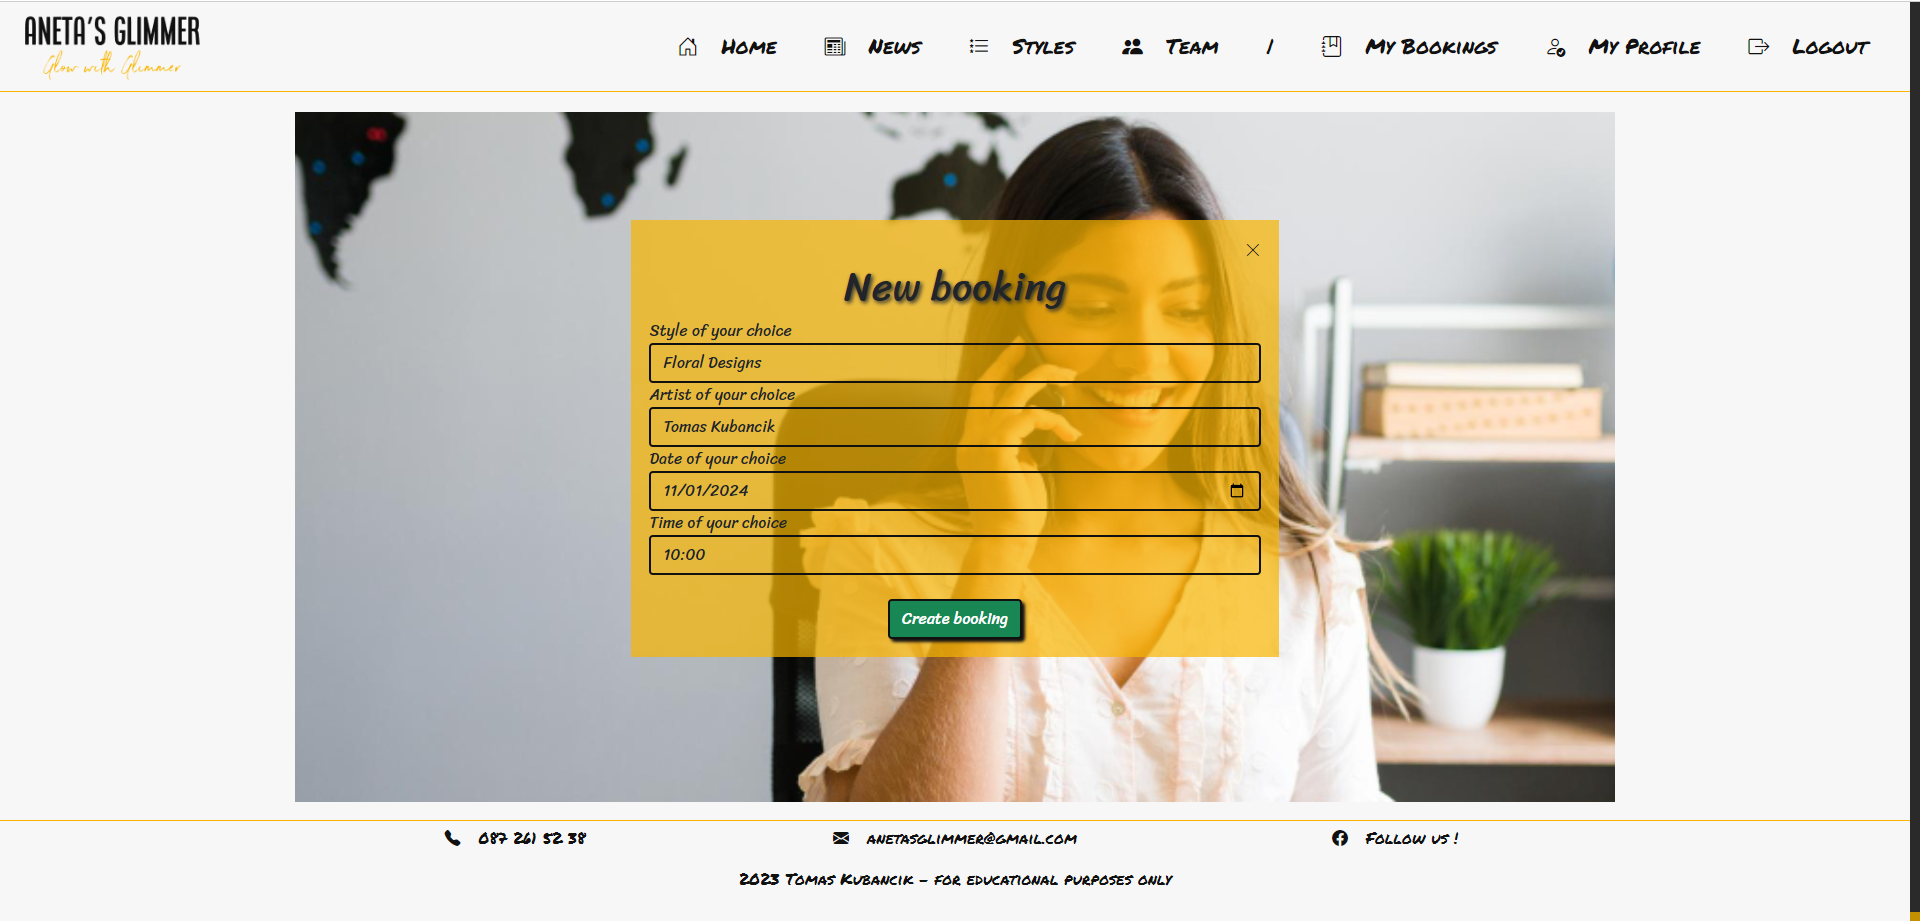 ANETA'S GLIMMER
Glow with Glimmer
Home News Styles Team / My Bookings My Profile Logout
New booking
Style of your choice
Floral Designs
Artist of your choice
Tomas Kubancik
Date of your choice
11/01/2024
Time of your choice
10:00
Create booking
087 261 52 38 anetasglimmer@gmail.com Follow us !
2023 Tomas Kubancik - for educational purposes only